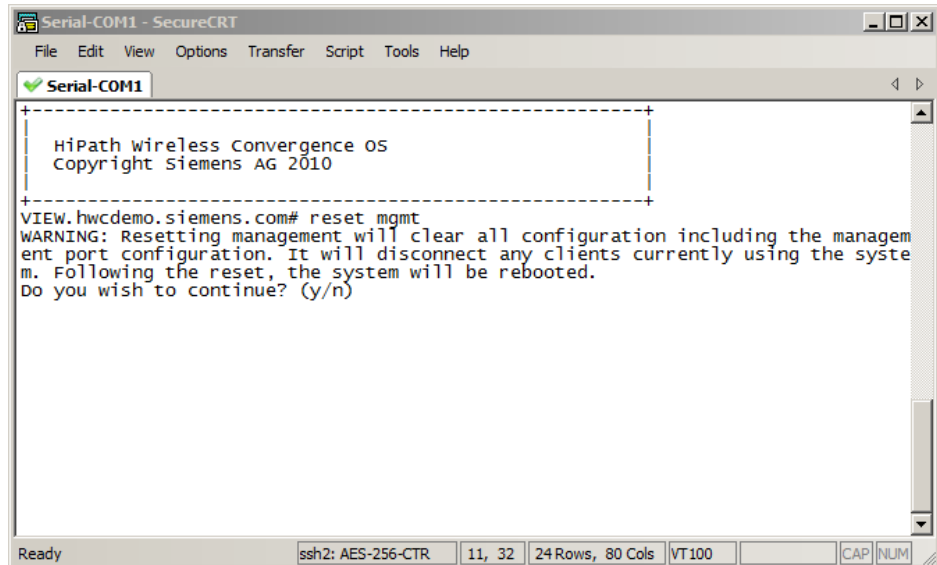 Serial-COM1 - SecureCRT
File Edit View Options Transfer Script Tools Help
Serial-COM1
+---------------------------------------------------------+
| |
| HiPath Wireless Convergence OS |
| Copyright Siemens AG 2010 |
| |
+---------------------------------------------------------+
VIEW.hwcdemo.siemens.com# reset mgmt
WARNING: Resetting management will clear all configuration including the managem
ent port configuration. It will disconnect any clients currently using the syste
m. Following the reset, the system will be rebooted.
Do you wish to continue? (y/n)
Ready ssh2: AES-256-CTR 11, 32 24 Rows, 80 Cols VT100 CAP NUM